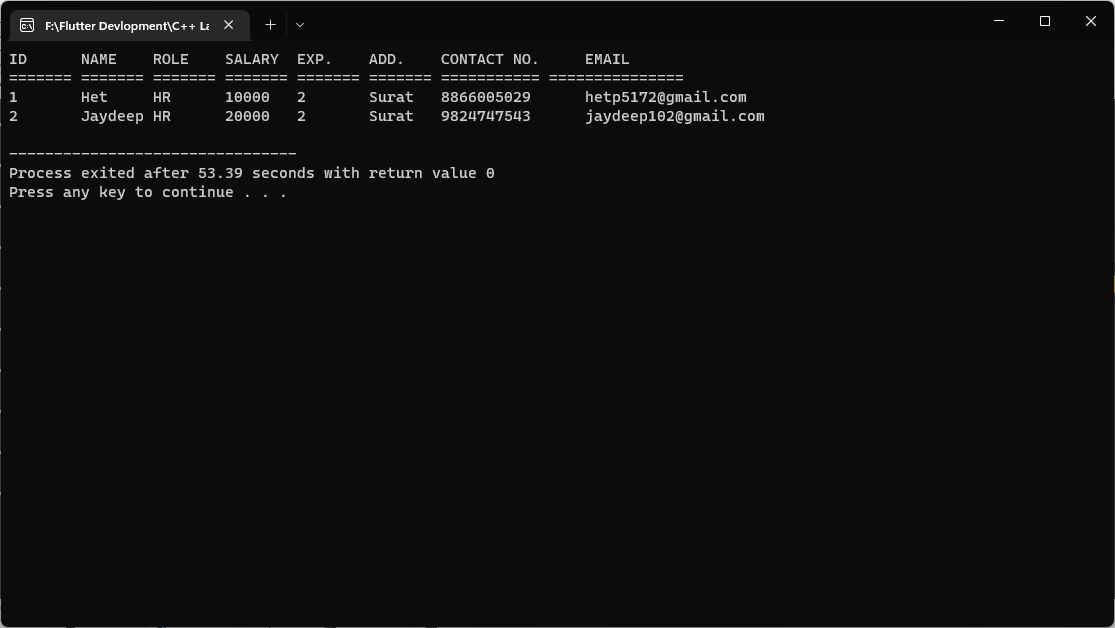 F:\Flutter Devlopment\C++ La
ID      NAME    ROLE    SALARY  EXP.    ADD.    CONTACT NO.     EMAIL
======= ======= ======= ======= ======= ======= =========== ===============
1       Het     HR      10000   2       Surat   8866005029      hetp5172@gmail.com
2       Jaydeep HR      20000   2       Surat   9824747543      jaydeep102@gmail.com
--------------------------------
Process exited after 53.39 seconds with return value 0
Press any key to continue . . .